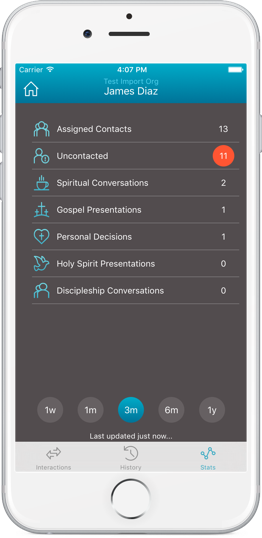 Carrier 4:07 PM
Test Import Org
James Diaz
Assigned Contacts 13
Uncontacted 11
Spiritual Conversations 2
Gospel Presentations 1
Personal Decisions 1
Holy Spirit Presentations 0
Discipleship Conversations 0
1w 1m 3m 6m 1y
Last updated just now...
Interactions History Stats